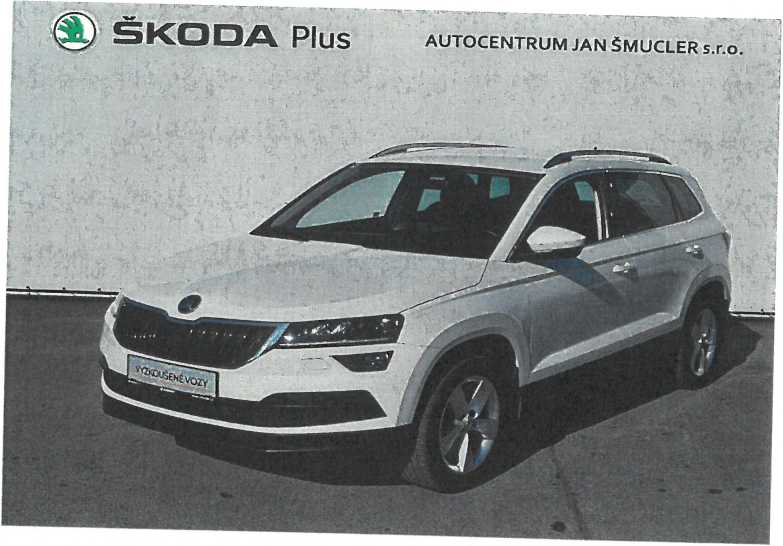 ŠKODA Plus
AUTOCENTRUM JAN ŠMUCLER s.r.o.
VYZKOUŠENÉ VOZY